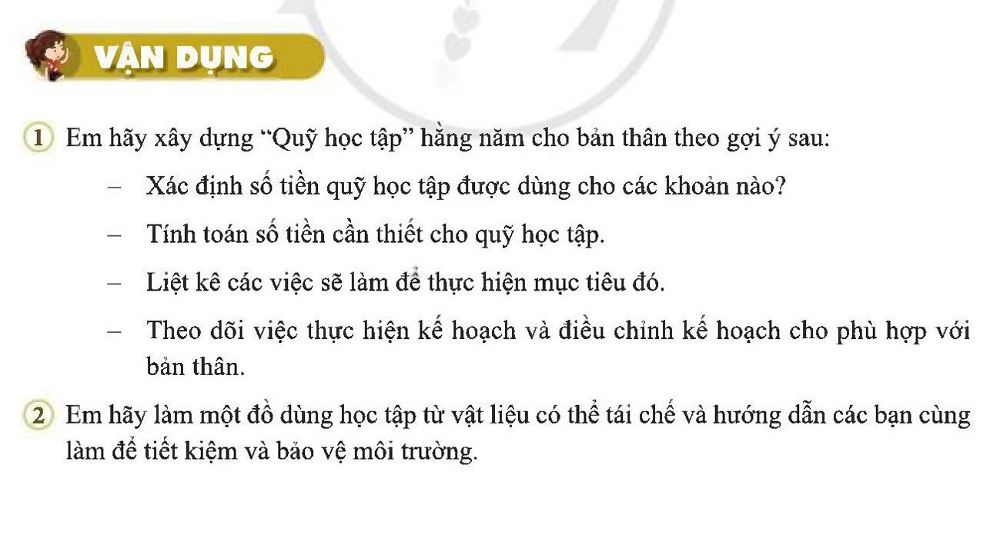 VẬN DỤNG
1 Em hãy xây dựng “Quỹ học tập” hằng năm cho bản thân theo gợi ý sau:
– Xác định số tiền quỹ học tập được dùng cho các khoản nào?
– Tính toán số tiền cần thiết cho quỹ học tập.
– Liệt kê các việc sẽ làm để thực hiện mục tiêu đó.
– Theo dõi việc thực hiện kế hoạch và điều chỉnh kế hoạch cho phù hợp với
bản thân.
2 Em hãy làm một đồ dùng học tập từ vật liệu có thể tái chế và hướng dẫn các bạn cùng
làm để tiết kiệm và bảo vệ môi trường.